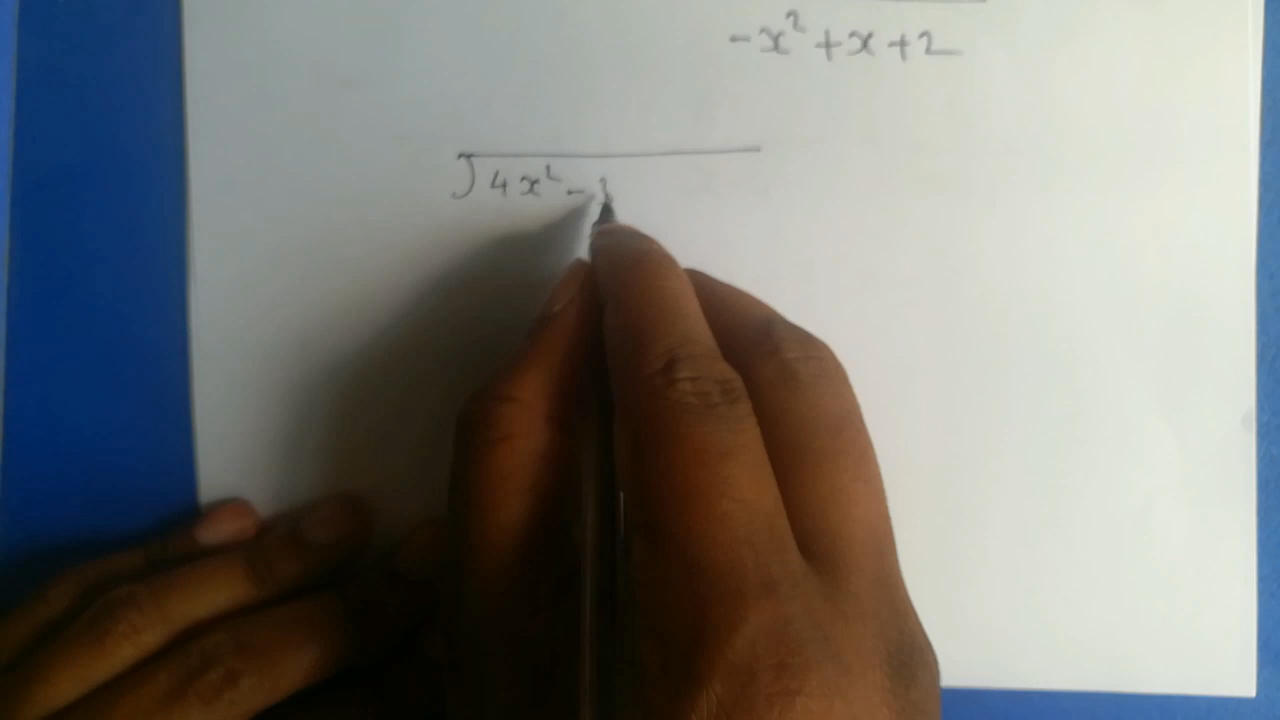 -x² +x +2
4x² -